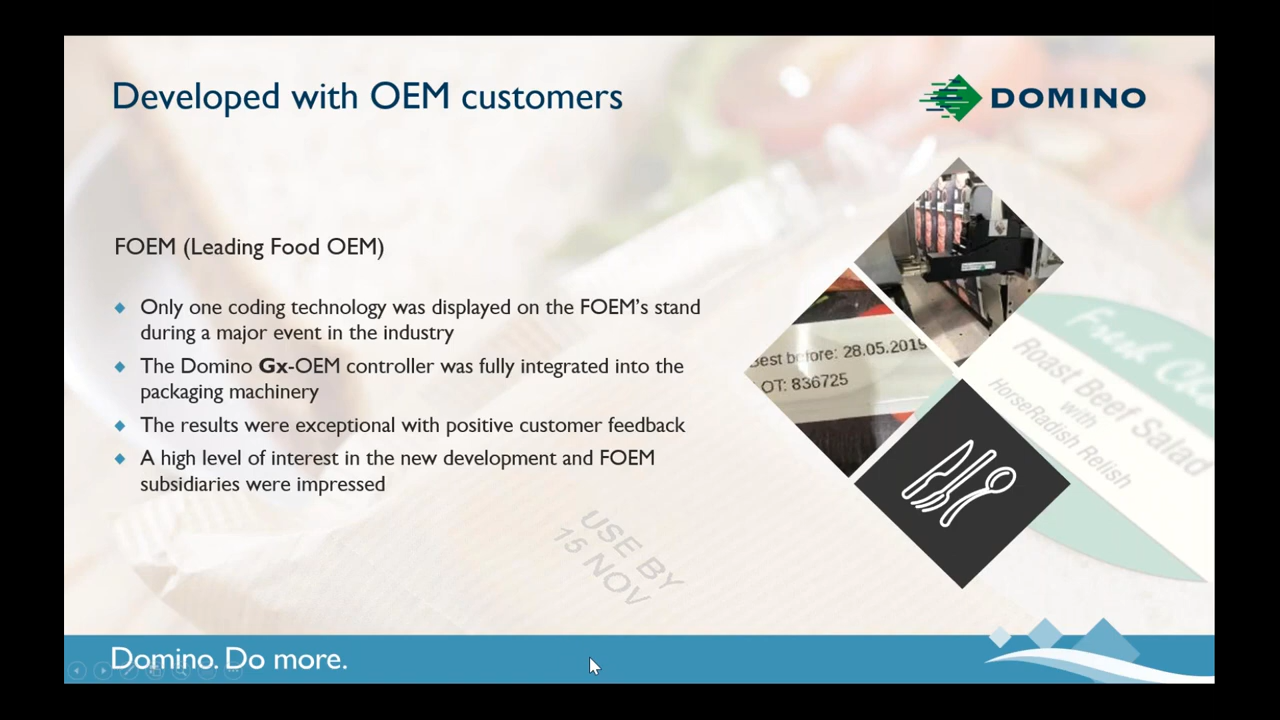 Developed with OEM customers
DOMINO
FOEM (Leading Food OEM)
Only one coding technology was displayed on the FOEM's stand
during a major event in the industry
The Domino Gx-OEM controller was fully integrated into the
packaging machinery
The results were exceptional with positive customer feedback
A high level of interest in the new development and FOEM
subsidiaries were impressed
est before: 28.05.2019
OT: 836725
Fresh
Roast Beef Salad
with
HorseRadish Relish
USE BY
15 NOV
Domino. Do more.